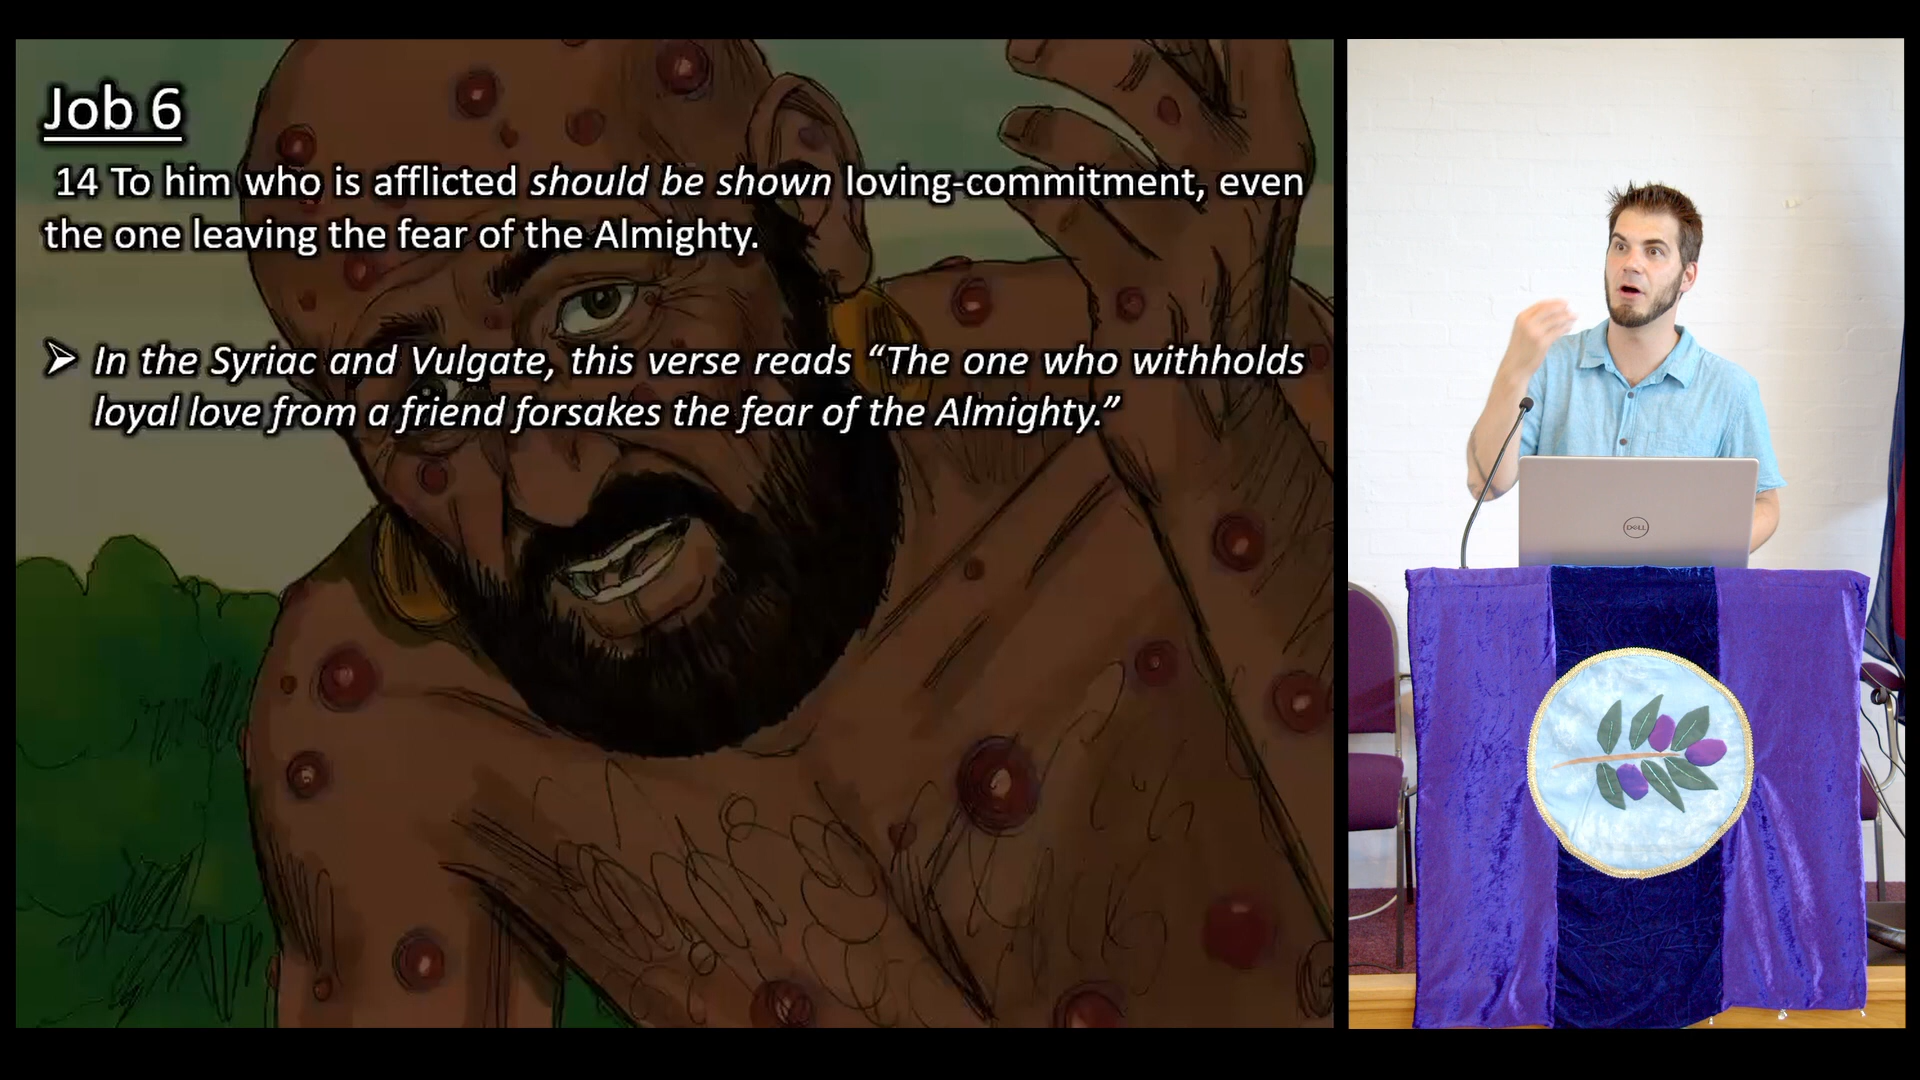 Job 6
14 To him who is afflicted should be shown loving-commitment, even
the one leaving the fear of the Almighty.
➢ In the Syriac and Vulgate, this verse reads “The one who withholds
loyal love from a friend forsakes the fear of the Almighty.”
DELL